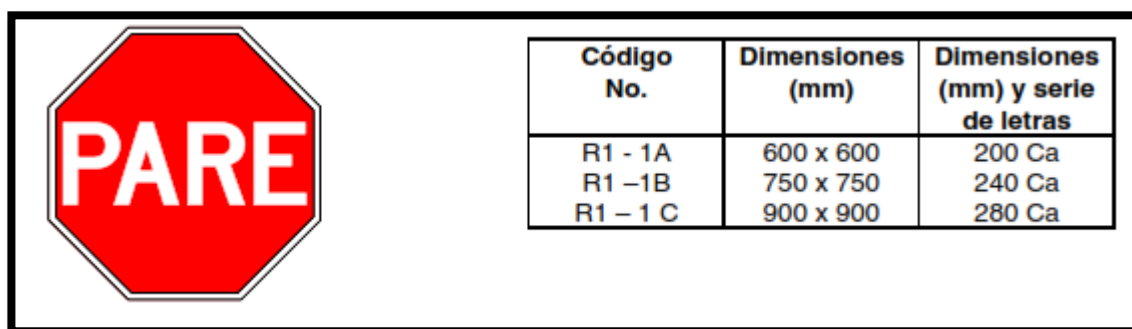 PARE
Código No. Dimensiones (mm) Dimensiones (mm) y serie de letras
R1 - 1A 600 x 600 200 Ca
R1 –1B 750 x 750 240 Ca
R1 – 1 C 900 x 900 280 Ca